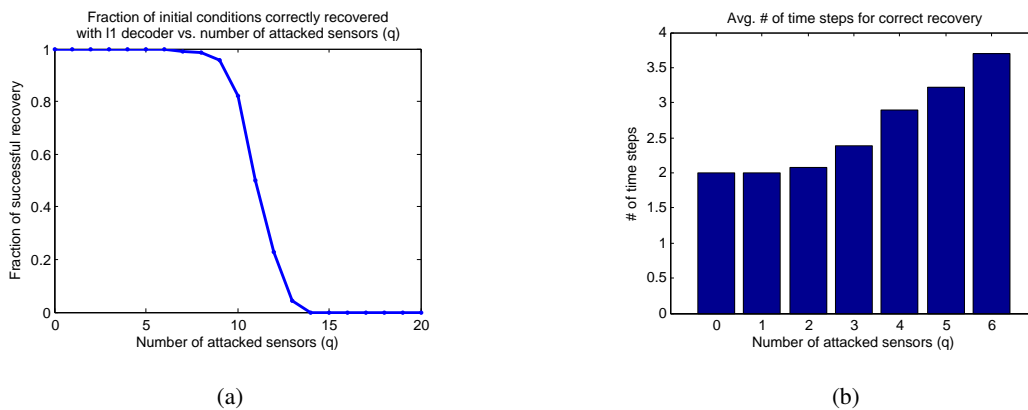 Fraction of initial conditions correctly recovered
with l1 decoder vs. number of attacked sensors (q)
1
0.8
0.6
0.4
0.2
0
Fraction of successful recovery
0 5 10 15 20
Number of attacked sensors (q)
(a)
Avg. # of time steps for correct recovery
4
3.5
3
2.5
2
1.5
1
0.5
0
# of time steps
0 1 2 3 4 5 6
Number of attacked sensors (q)
(b)